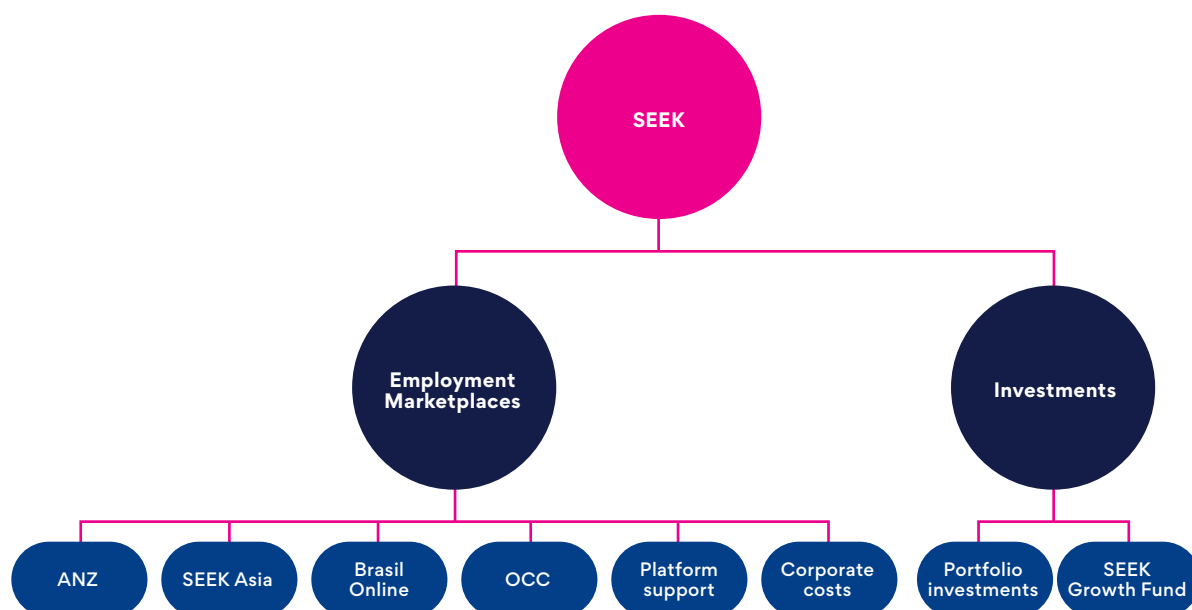 SEEK
Employment
Marketplaces
Investments
ANZ
SEEK Asia
Brasil
Online
OCC
Platform
support
Corporate
costs
Portfolio
investments
SEEK
Growth Fund